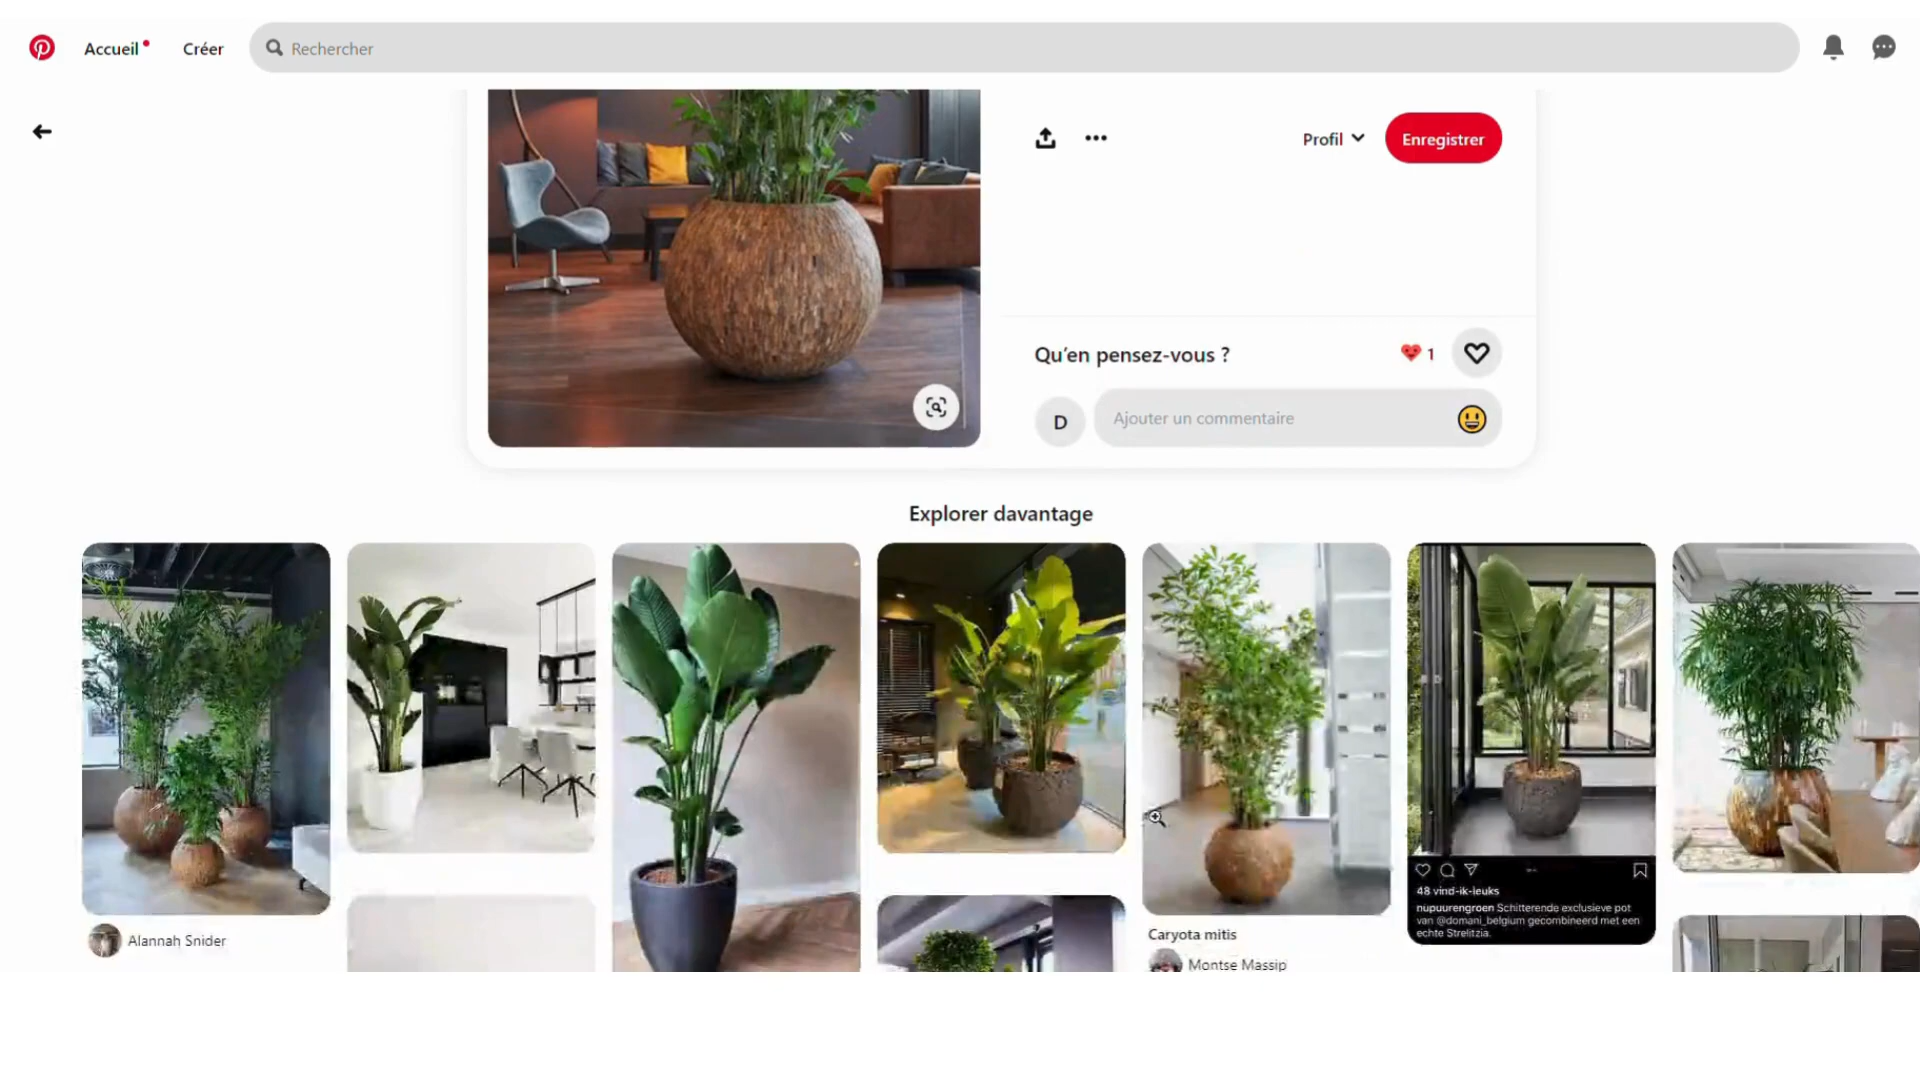 Accueil
Créer
Rechercher
Profil
Enregistrer
Qu'en pensez-vous ?
1
D
Ajouter un commentaire
Explorer davantage
48 vind-ik-leuks
nupuurengroen Schitterende exclusieve pot
van @domani_belgium gecombineerd met een
echte Strelitzia.
Alannah Snider
Caryota mitis
Montse Massip